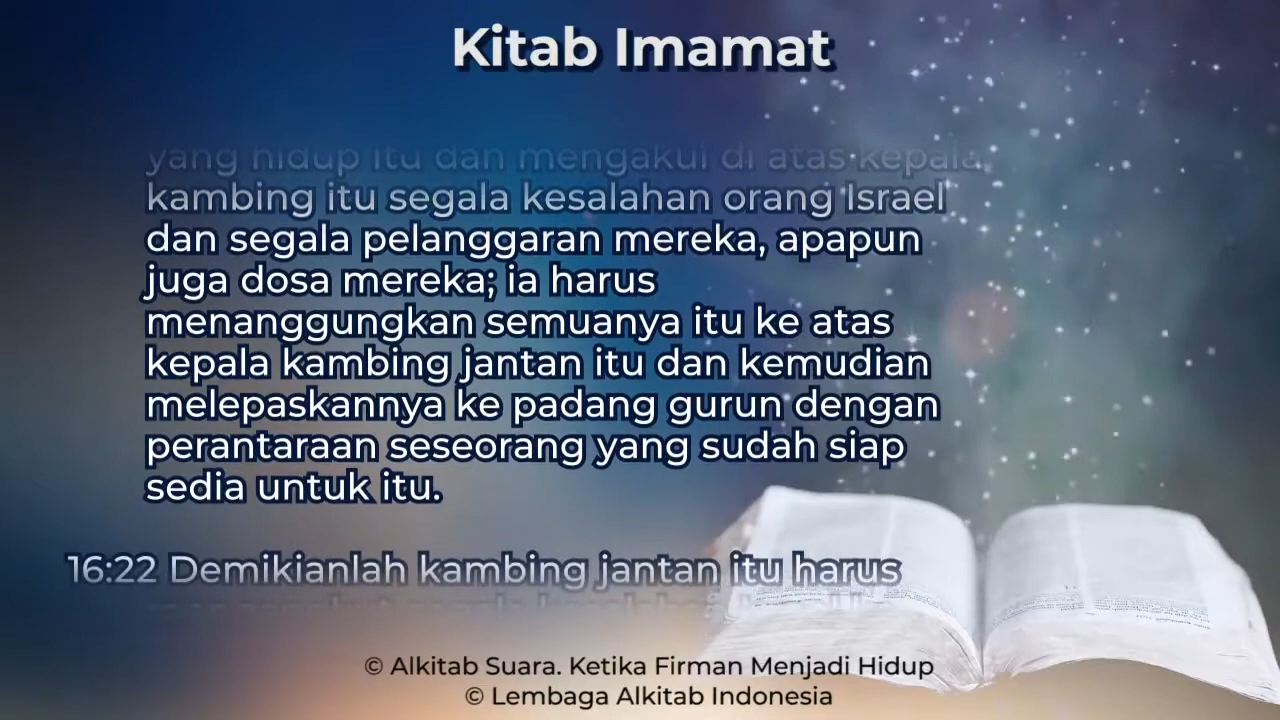 Kitab Imamat
yang hidup itu dan mengakui di atas kepala
kambing itu segala kesalahan orang Israel
dan segala pelanggaran mereka, apapun
juga dosa mereka; ia harus
menanggungkan semuanya itu ke atas
kepala kambing jantan itu dan kemudian
melepaskannya ke padang gurun dengan
perantaraan seseorang yang sudah siap
sedia untuk itu.
16:22 Demikianlah kambing jantan itu harus
© Alkitab Suara. Ketika Firman Menjadi Hidup
© Lembaga Alkitab Indonesia